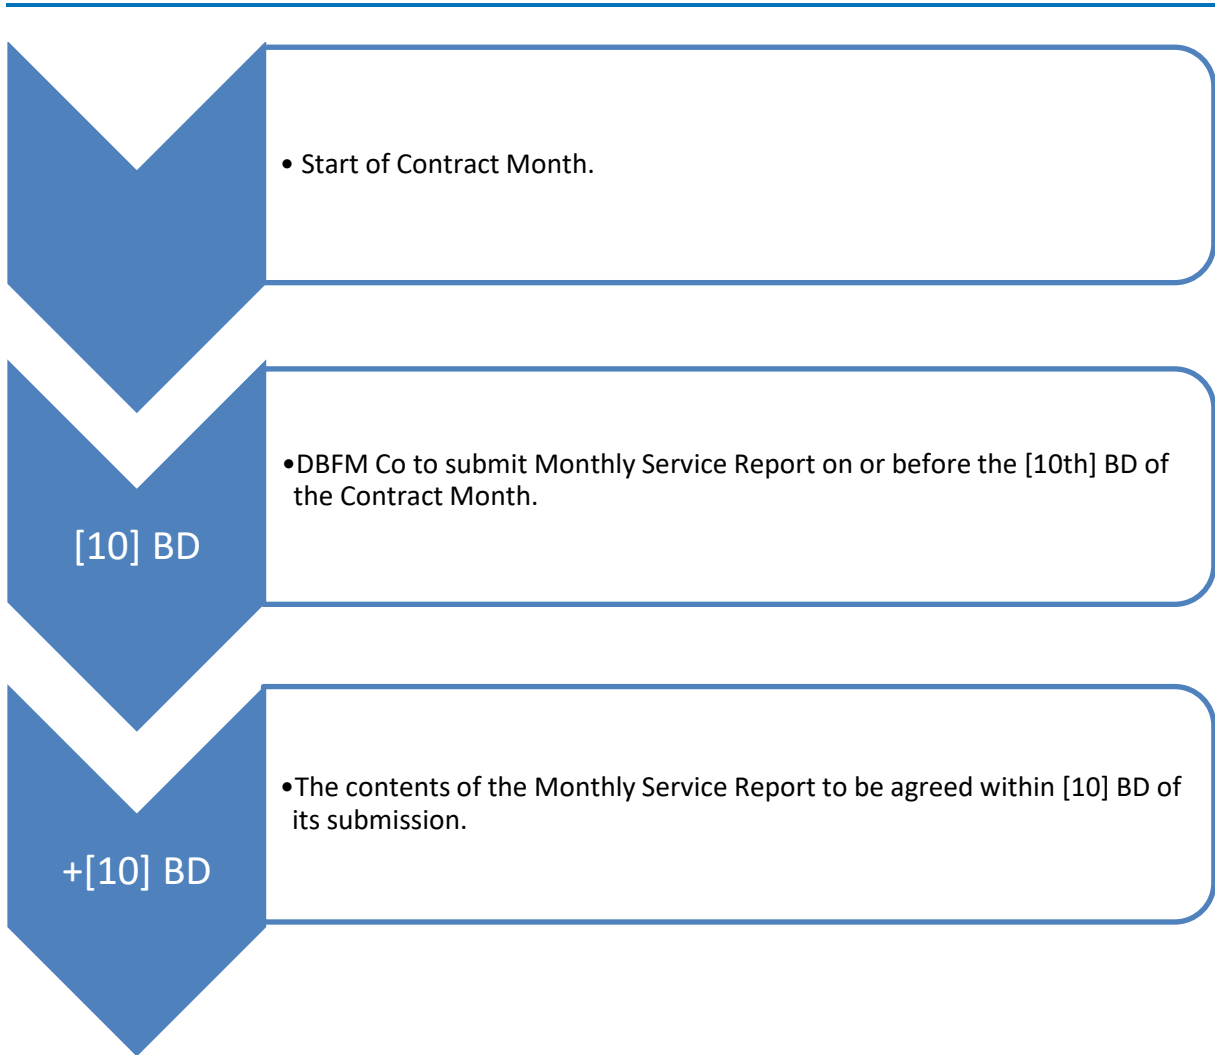 • Start of Contract Month.
[10] BD
•DBFM Co to submit Monthly Service Report on or before the [10th] BD of
the Contract Month.
+[10] BD
•The contents of the Monthly Service Report to be agreed within [10] BD of
its submission.